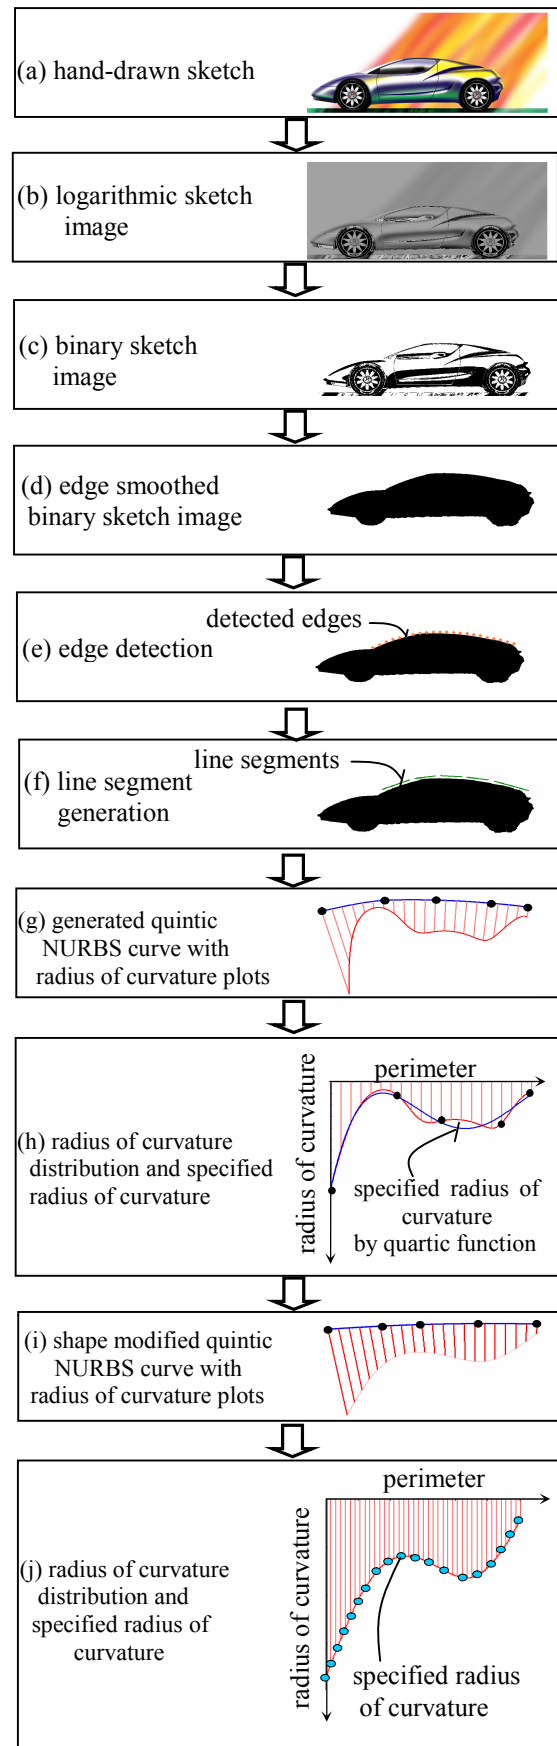 (a) hand-drawn sketch
(b) logarithmic sketch
image
(c) binary sketch
image
(d) edge smoothed
binary sketch image
detected edges
(e) edge detection
line segments
(f) line segment
generation
(g) generated quintic
NURBS curve with
radius of curvature plots
perimeter
radius of curvature
(h) radius of curvature
distribution and specified
radius of curvature
specified radius of
curvature
by quartic function
(i) shape modified quintic
NURBS curve with
radius of curvature plots
perimeter
radius of curvature
(j) radius of curvature
distribution and
specified radius of
curvature
specified radius
of curvature